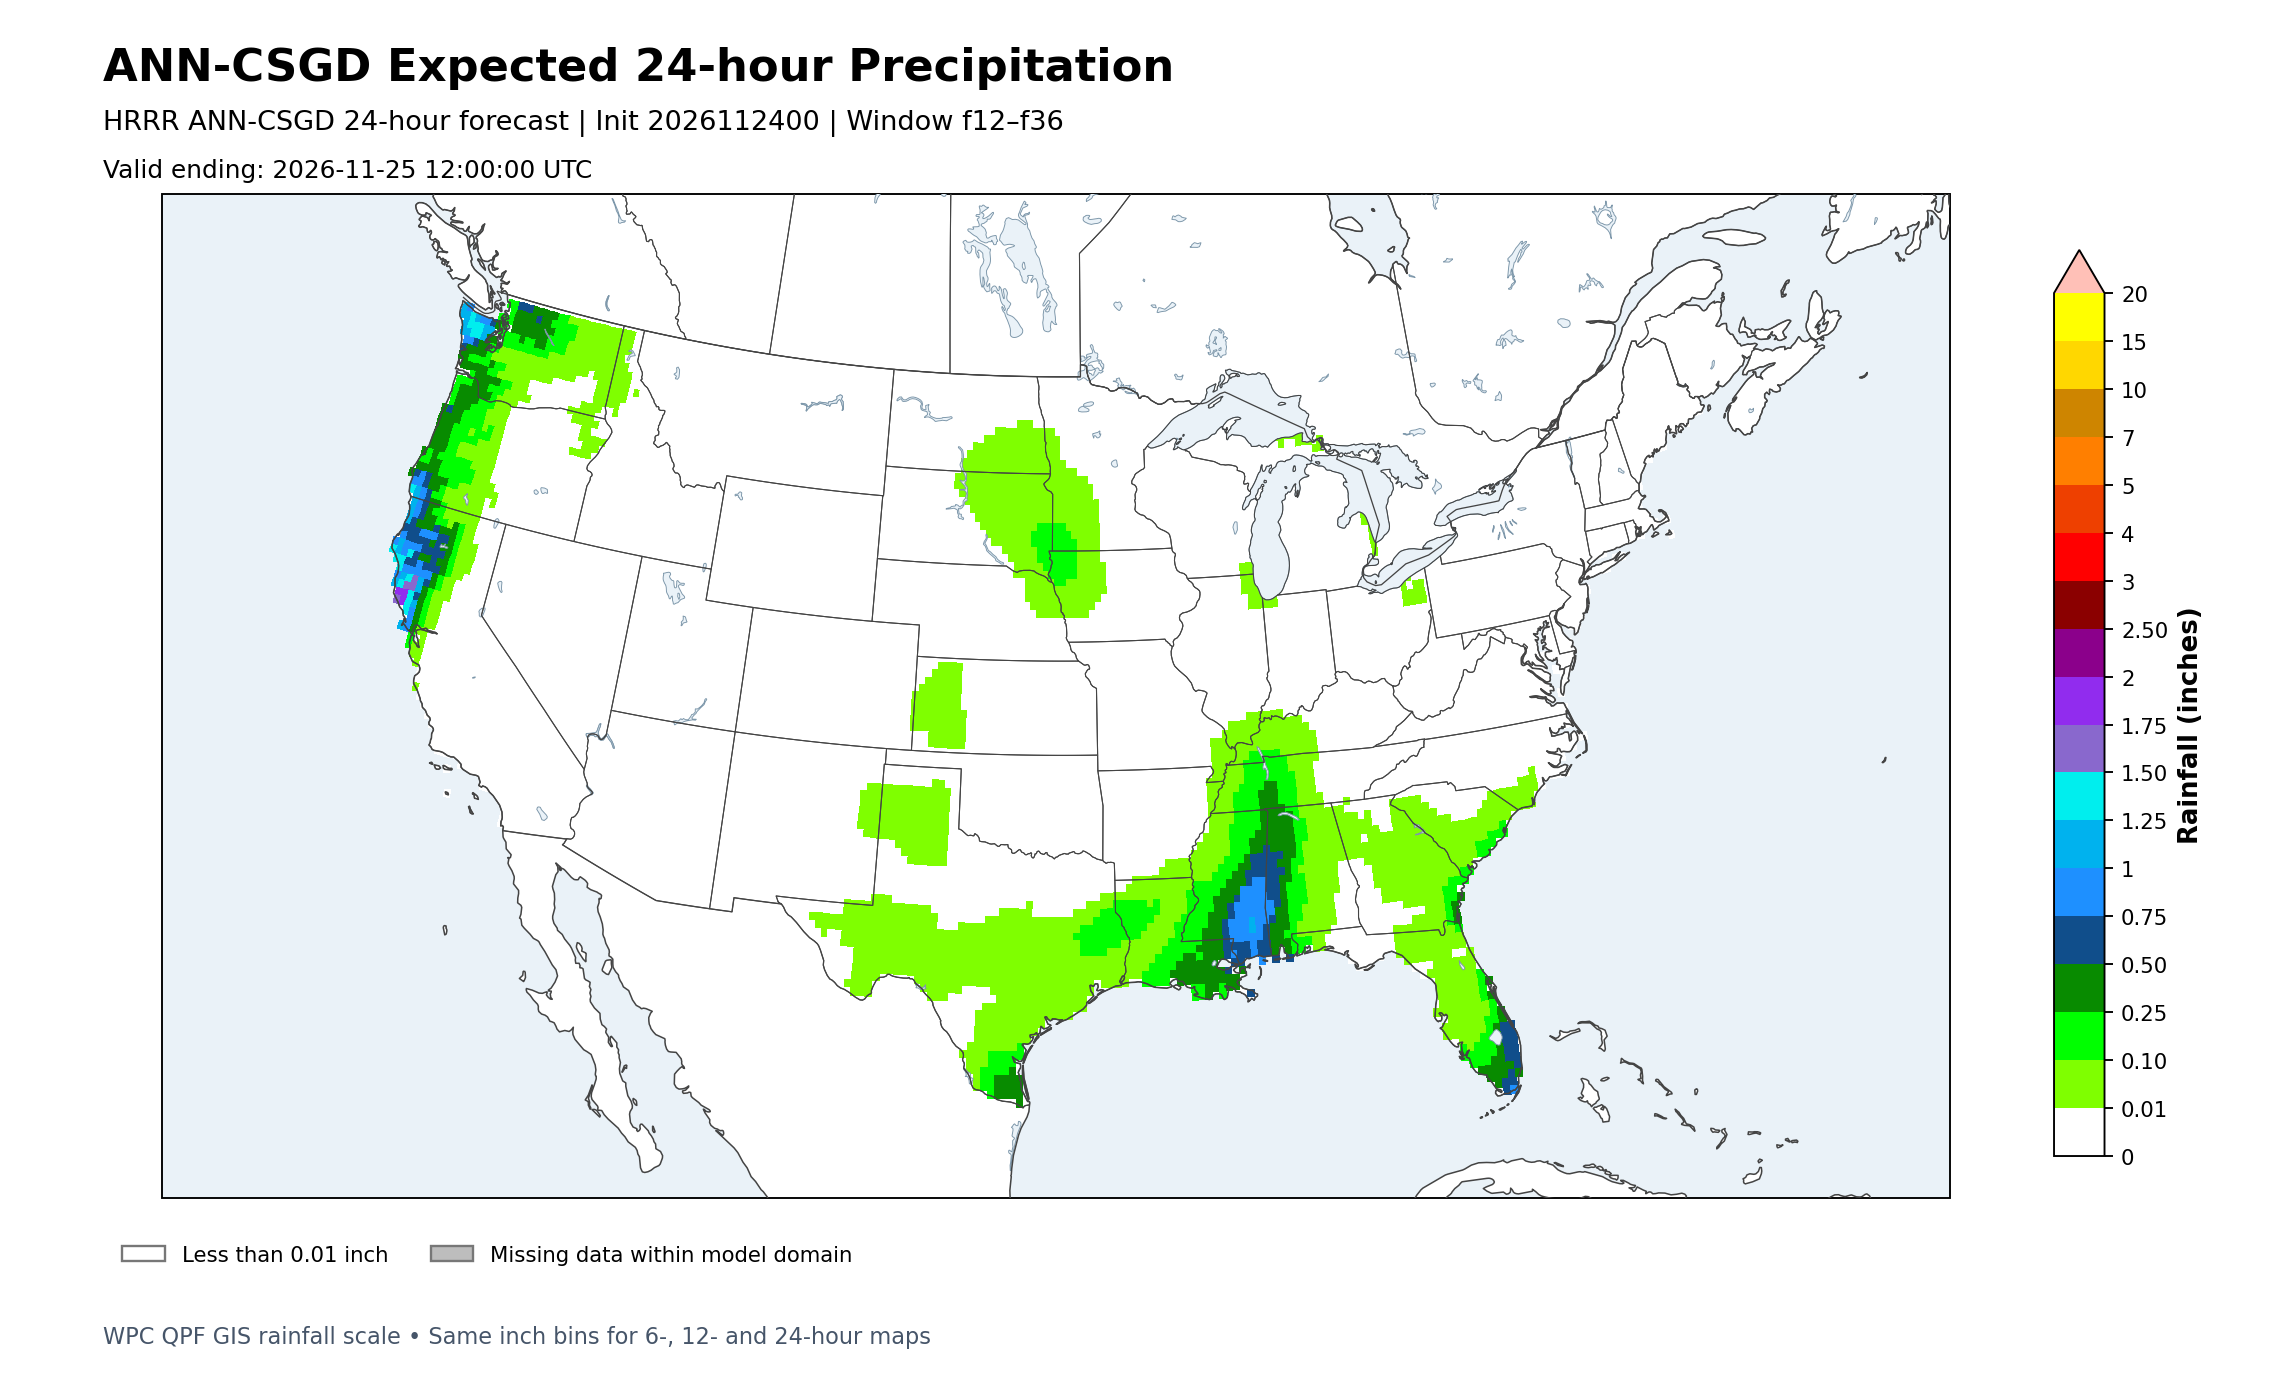 ANN-CSGD Expected 24-hour Precipitation
HRRR ANN-CSGD 24-hour forecast | Init 2026112400 | Window f12–f36
Valid ending: 2026-11-25 12:00:00 UTC
20
15
10
7
5
4
3
2.50
2
1.75
1.50
1.25
1
0.75
0.50
0.25
0.10
0.01
0
Rainfall (inches)
Less than 0.01 inch
Missing data within model domain
WPC QPF GIS rainfall scale • Same inch bins for 6-, 12- and 24-hour maps